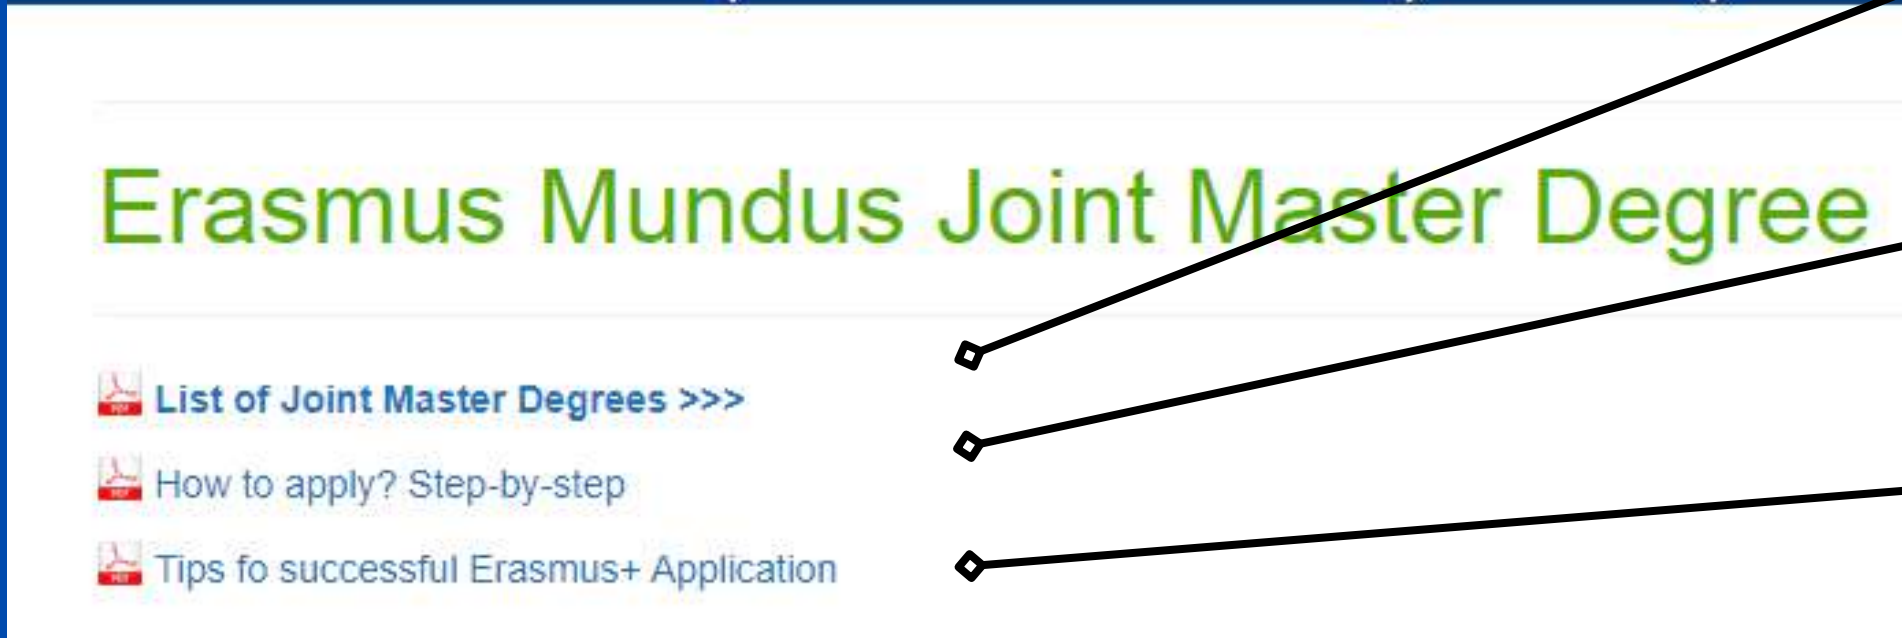 Erasmus Mundus Joint Master Degree
List of Joint Master Degrees >>>
How to apply? Step-by-step
Tips fo successful Erasmus+ Application